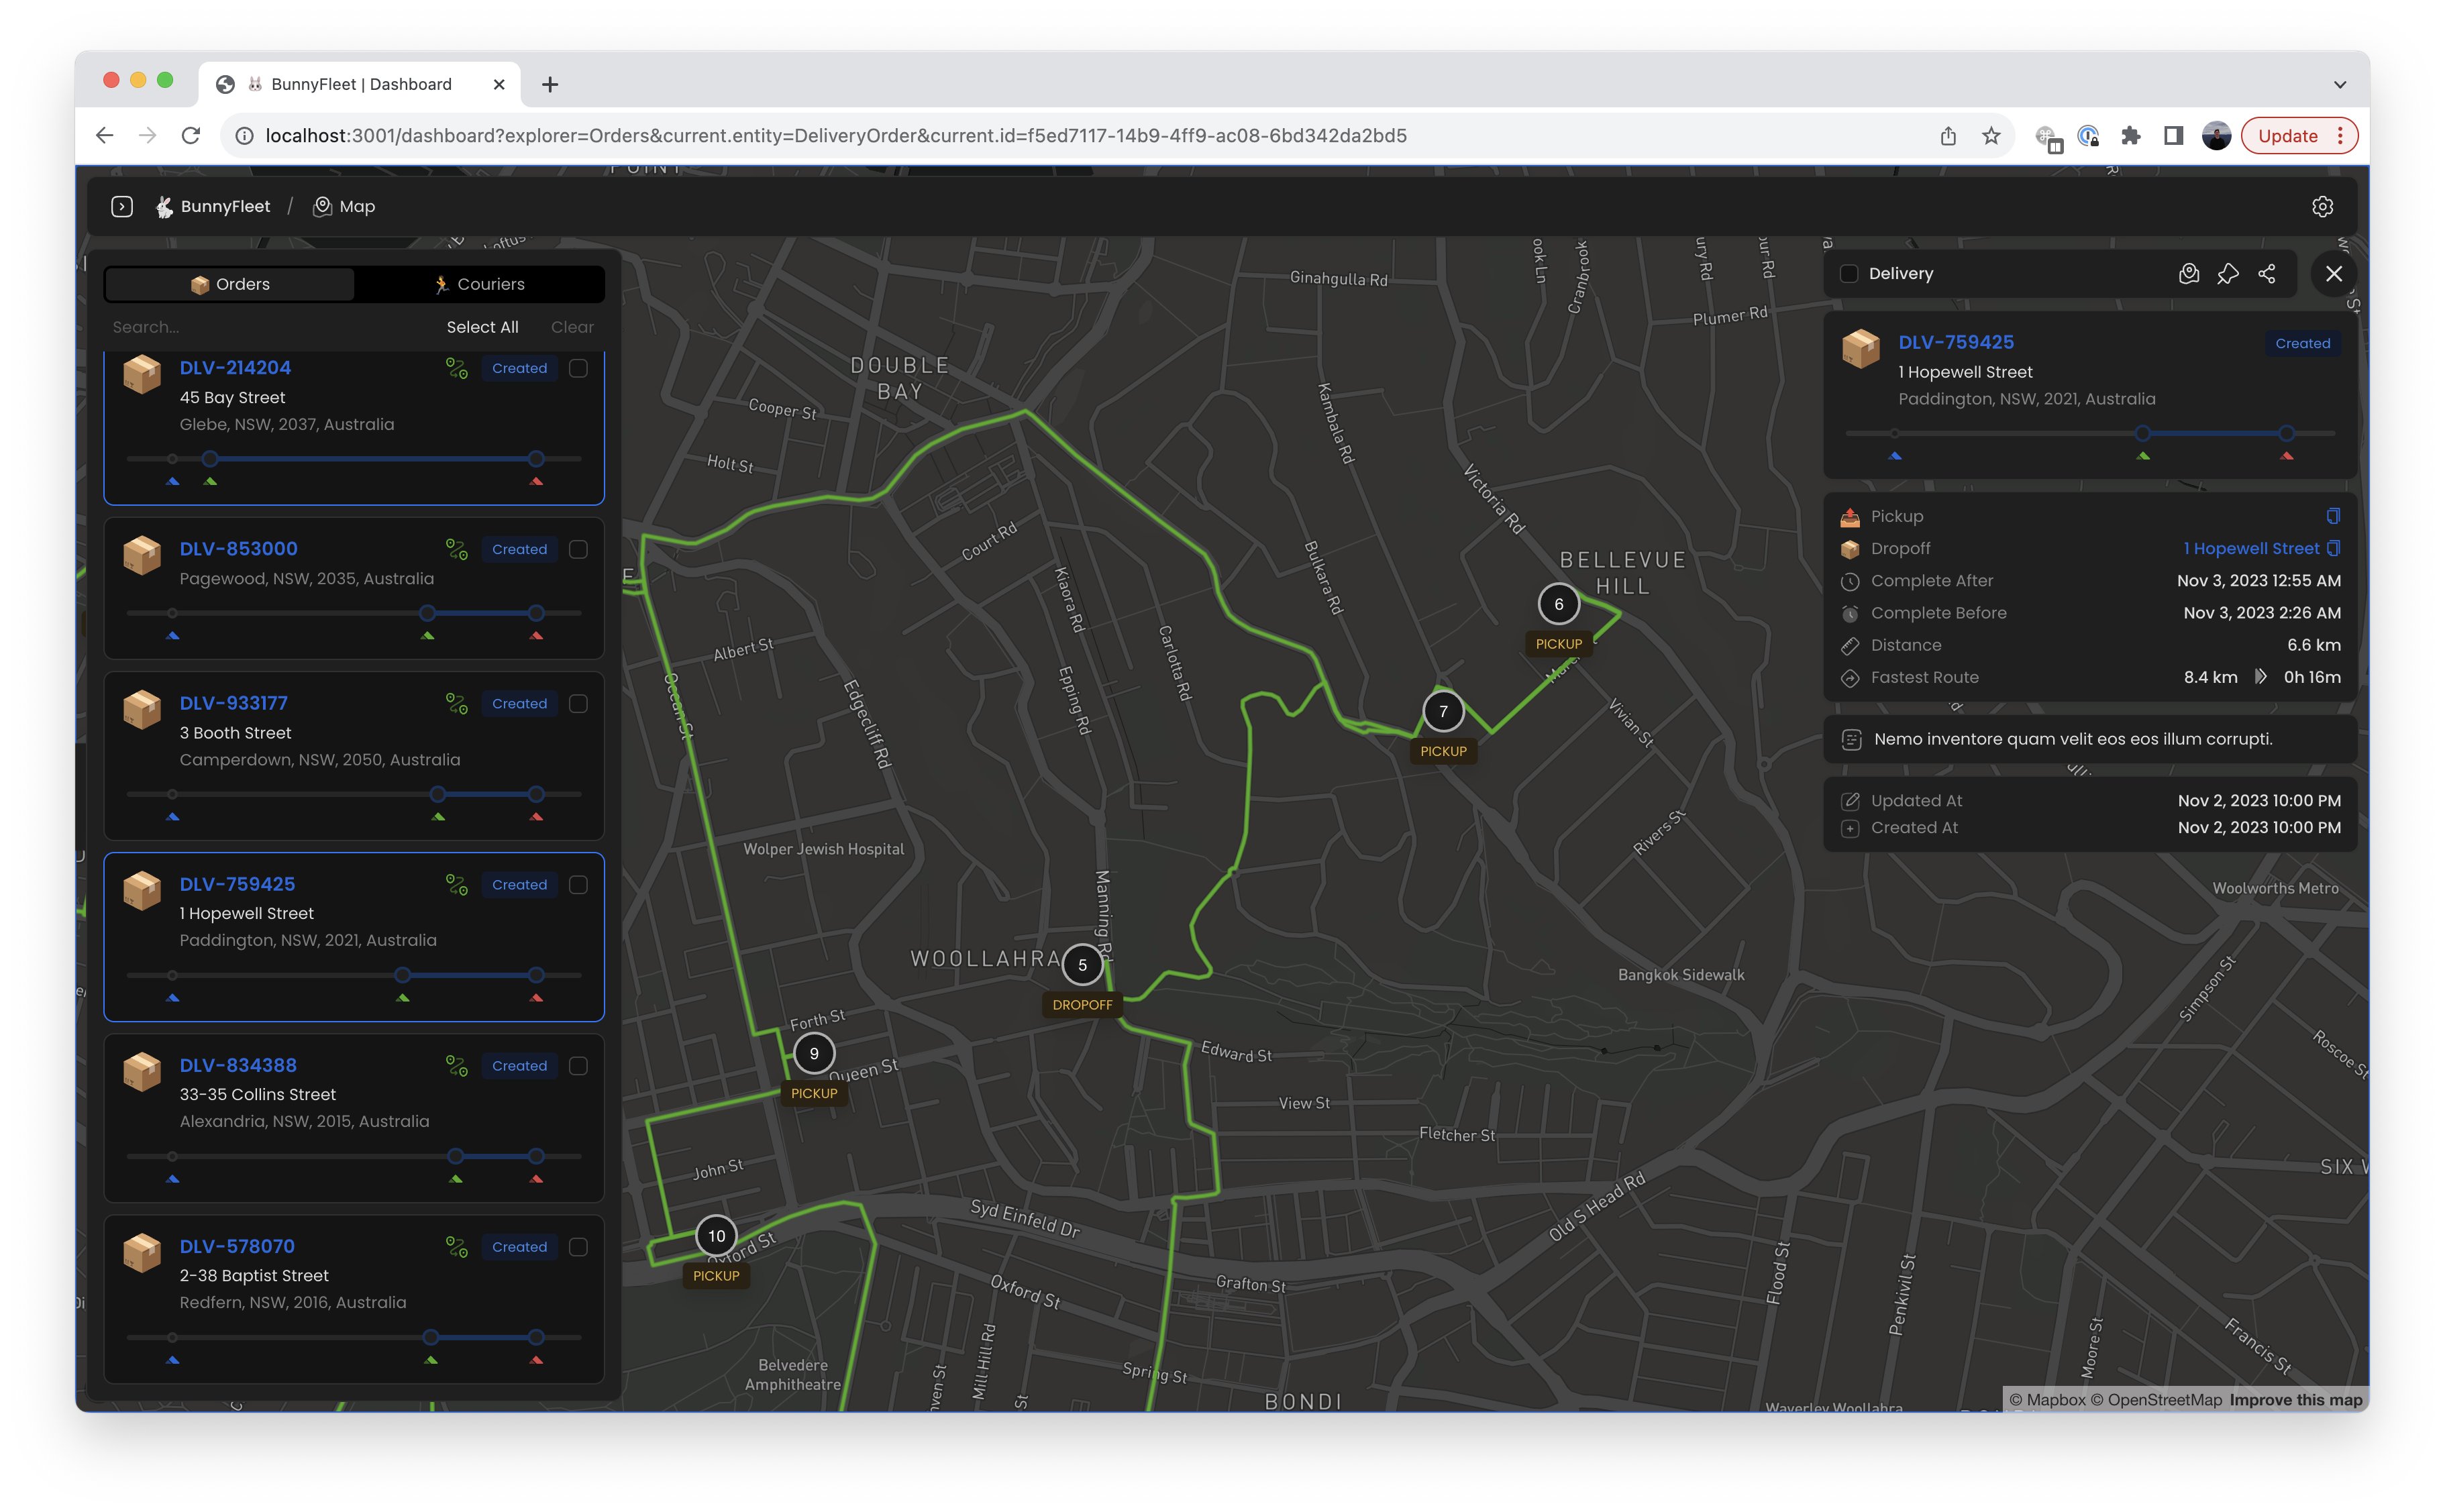 BunnyFleet | Dashboard
localhost:3001/dashboard?explorer=Orders&current.entity=DeliveryOrder&current.id=f5ed7117-14b9-4ff9-ac08-6bd342da2bd5
Update
BunnyFleet / Map
Orders
Couriers
Search...
Select All
Clear
DLV-214204
Created
45 Bay Street
Glebe, NSW, 2037, Australia
DLV-853000
Created
Pagewood, NSW, 2035, Australia
DLV-933177
Created
3 Booth Street
Camperdown, NSW, 2050, Australia
DLV-759425
Created
1 Hopewell Street
Paddington, NSW, 2021, Australia
DLV-834388
Created
33-35 Collins Street
Alexandria, NSW, 2015, Australia
DLV-578070
Created
2-38 Baptist Street
Redfern, NSW, 2016, Australia
POINT
Ginahgulla Rd
Plumer Rd
DOUBLE
BAY
Cooper St
Kambala Rd
Holt St
Victoria Rd
Court Rd
BELLEVUE
HILL
Bulkara Rd
Kiaora Rd
6
PICKUP
Albert St
Carlotta Rd
Ocean St
Edgecliff Rd
Epping Rd
7
PICKUP
Vivian St
Rivers St
Wolper Jewish Hospital
Manning Rd
WOOLLAHRA
5
DROPOFF
Bangkok Sidewalk
Woolworths Metro
Simpson St
Forth St
9
PICKUP
Queen St
Edward St
Roscoe St
View St
Fletcher St
John St
SIX
10
PICKUP
Oxford St
Syd Einfeld Dr
Old S Head Rd
Flood St
Penkivil St
Grafton St
Oxford St
Mill Hill Rd
St
Moore St
Francis St
Belvedere
Amphitheatre
Spring St
BONDI
Waverley Woollahra
Delivery
DLV-759425
Created
1 Hopewell Street
Paddington, NSW, 2021, Australia
Pickup
Dropoff
1 Hopewell Street
Complete After
Nov 3, 2023 12:55 AM
Complete Before
Nov 3, 2023 2:26 AM
Distance
6.6 km
Fastest Route
8.4 km
0h 16m
Nemo inventore quam velit eos eos illum corrupti.
Updated At
Nov 2, 2023 10:00 PM
Created At
Nov 2, 2023 10:00 PM
© Mapbox © OpenStreetMap Improve this map